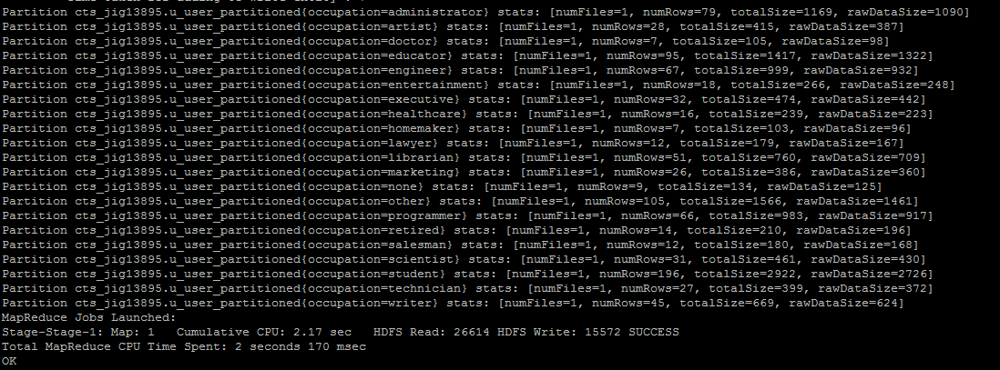 Partition cts_jig13895.u_user_partitioned{occupation=administrator} stats: [numFiles=1, numRows=79, totalSize=1169, rawDataSize=1090]
Partition cts_jig13895.u_user_partitioned{occupation=artist} stats: [numFiles=1, numRows=28, totalSize=415, rawDataSize=387]
Partition cts_jig13895.u_user_partitioned{occupation=doctor} stats: [numFiles=1, numRows=7, totalSize=105, rawDataSize=98]
Partition cts_jig13895.u_user_partitioned{occupation=educator} stats: [numFiles=1, numRows=95, totalSize=1417, rawDataSize=1322]
Partition cts_jig13895.u_user_partitioned{occupation=engineer} stats: [numFiles=1, numRows=67, totalSize=999, rawDataSize=932]
Partition cts_jig13895.u_user_partitioned{occupation=entertainment} stats: [numFiles=1, numRows=18, totalSize=266, rawDataSize=248]
Partition cts_jig13895.u_user_partitioned{occupation=executive} stats: [numFiles=1, numRows=32, totalSize=474, rawDataSize=442]
Partition cts_jig13895.u_user_partitioned{occupation=healthcare} stats: [numFiles=1, numRows=16, totalSize=239, rawDataSize=223]
Partition cts_jig13895.u_user_partitioned{occupation=homemaker} stats: [numFiles=1, numRows=7, totalSize=103, rawDataSize=96]
Partition cts_jig13895.u_user_partitioned{occupation=lawyer} stats: [numFiles=1, numRows=12, totalSize=179, rawDataSize=167]
Partition cts_jig13895.u_user_partitioned{occupation=librarian} stats: [numFiles=1, numRows=51, totalSize=760, rawDataSize=709]
Partition cts_jig13895.u_user_partitioned{occupation=marketing} stats: [numFiles=1, numRows=26, totalSize=386, rawDataSize=360]
Partition cts_jig13895.u_user_partitioned{occupation=none} stats: [numFiles=1, numRows=9, totalSize=134, rawDataSize=125]
Partition cts_jig13895.u_user_partitioned{occupation=other} stats: [numFiles=1, numRows=105, totalSize=1566, rawDataSize=1461]
Partition cts_jig13895.u_user_partitioned{occupation=programmer} stats: [numFiles=1, numRows=66, totalSize=983, rawDataSize=917]
Partition cts_jig13895.u_user_partitioned{occupation=retired} stats: [numFiles=1, numRows=14, totalSize=210, rawDataSize=196]
Partition cts_jig13895.u_user_partitioned{occupation=salesman} stats: [numFiles=1, numRows=12, totalSize=180, rawDataSize=168]
Partition cts_jig13895.u_user_partitioned{occupation=scientist} stats: [numFiles=1, numRows=31, totalSize=461, rawDataSize=430]
Partition cts_jig13895.u_user_partitioned{occupation=student} stats: [numFiles=1, numRows=196, totalSize=2922, rawDataSize=2726]
Partition cts_jig13895.u_user_partitioned{occupation=technician} stats: [numFiles=1, numRows=27, totalSize=399, rawDataSize=372]
Partition cts_jig13895.u_user_partitioned{occupation=writer} stats: [numFiles=1, numRows=45, totalSize=669, rawDataSize=624]
MapReduce Jobs Launched:
Stage-Stage-1: Map: 1   Cumulative CPU: 2.17 sec   HDFS Read: 26614 HDFS Write: 15572 SUCCESS
Total MapReduce CPU Time Spent: 2 seconds 170 msec
OK